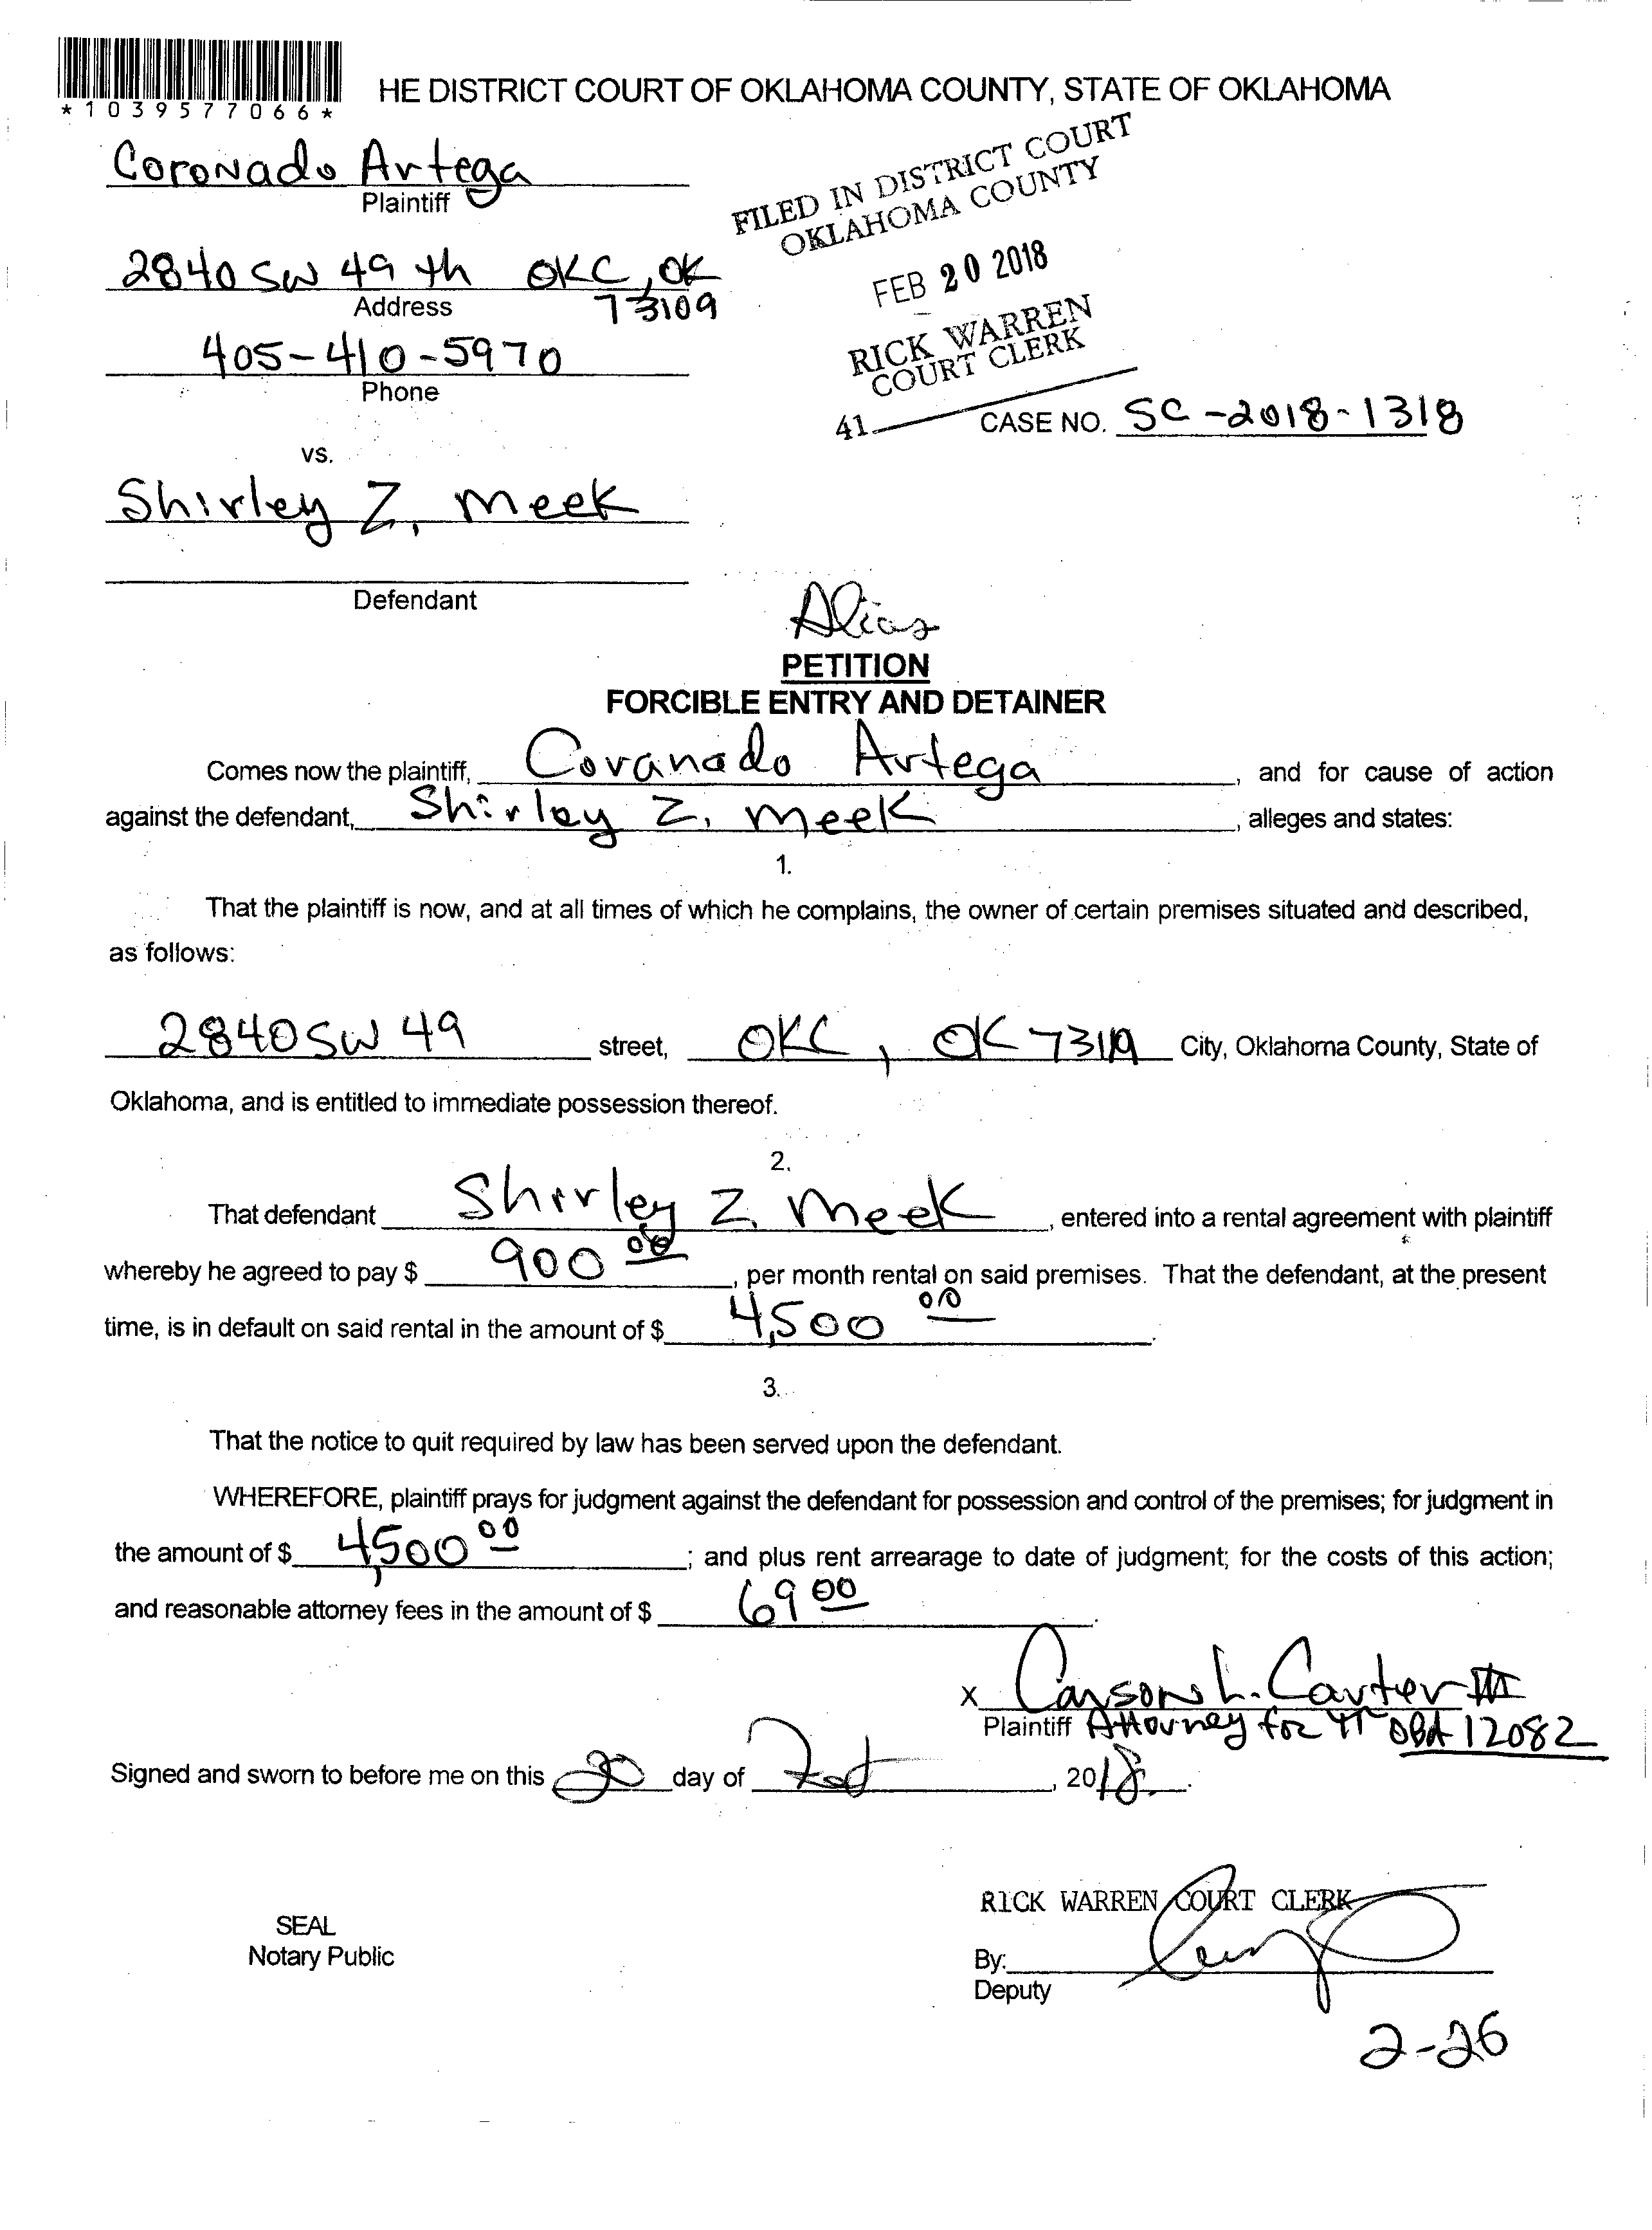 *1039577066*
HE DISTRICT COURT OF OKLAHOMA COUNTY, STATE OF OKLAHOMA
Coronado Artega
Plaintiff
FILED IN DISTRICT COURT
OKLAHOMA COUNTY
2840 SW 49th OKC, OK
Address 73109
FEB 20 2018
405-410-5970
Phone
RICK WARREN
COURT CLERK
41
CASE NO. SC-2018-1318
vs.
Shirley Z. Meek
Defendant
Alias
PETITION
FORCIBLE ENTRY AND DETAINER
Comes now the plaintiff, Coranado Artega, and for cause of action
against the defendant, Shirley Z. Meek, alleges and states:
1.
That the plaintiff is now, and at all times of which he complains, the owner of certain premises situated and described,
as follows:
2840 SW 49 street, OKC, OK 73119 City, Oklahoma County, State of
Oklahoma, and is entitled to immediate possession thereof.
2.
That defendant Shirley Z. Meek, entered into a rental agreement with plaintiff
whereby he agreed to pay $ 900 00, per month rental on said premises. That the defendant, at the present
time, is in default on said rental in the amount of $ 4,500 00.
3.
That the notice to quit required by law has been served upon the defendant.
WHEREFORE, plaintiff prays for judgment against the defendant for possession and control of the premises; for judgment in
the amount of $ 4,500 00; and plus rent arrearage to date of judgment; for the costs of this action;
and reasonable attorney fees in the amount of $ 69 00.
X Carson L. Carter III
Plaintiff Attorney for OBA 12082
Signed and sworn to before me on this 20 day of Feb, 2018.
RICK WARREN COURT CLERK
SEAL
Notary Public
By:
Deputy
2-26